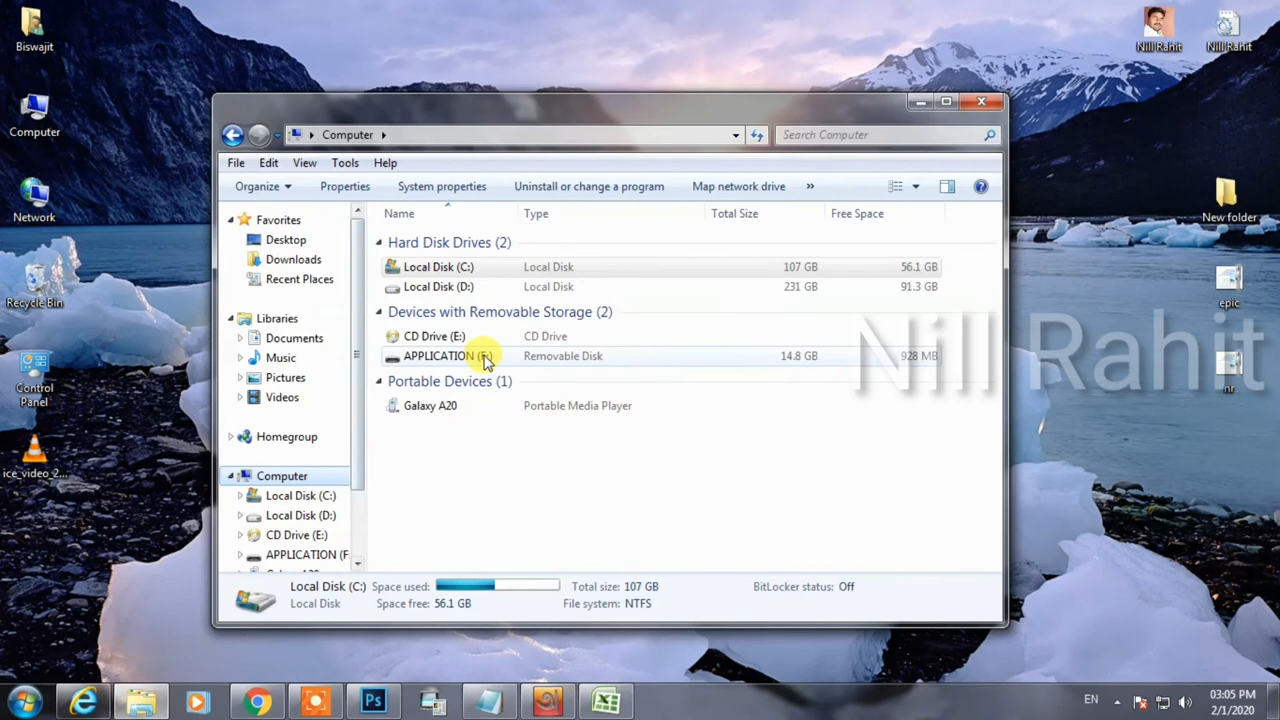 Biswajit
Computer
Network
Recycle Bin
Control
Panel
ice_video_2...
Nill Rahit
Nill Rahit
New folder
epic
nr
Computer
Search Computer
File Edit View Tools Help
Organize Properties System properties Uninstall or change a program Map network drive »
Name Type Total Size Free Space
Favorites
Desktop
Downloads
Recent Places
Libraries
Documents
Music
Pictures
Videos
Homegroup
Computer
Local Disk (C:)
Local Disk (D:)
CD Drive (E:)
APPLICATION (F
Hard Disk Drives (2)
Local Disk (C:) Local Disk 107 GB 56.1 GB
Local Disk (D:) Local Disk 231 GB 91.3 GB
Devices with Removable Storage (2)
CD Drive (E:) CD Drive
APPLICATION (F:) Removable Disk 14.8 GB 928 MB
Portable Devices (1)
Galaxy A20 Portable Media Player
Nill Rahit
Local Disk (C:) Space used: Total size: 107 GB BitLocker status: Off
Local Disk Space free: 56.1 GB File system: NTFS
Ps
EN
03:05 PM
2/1/2020